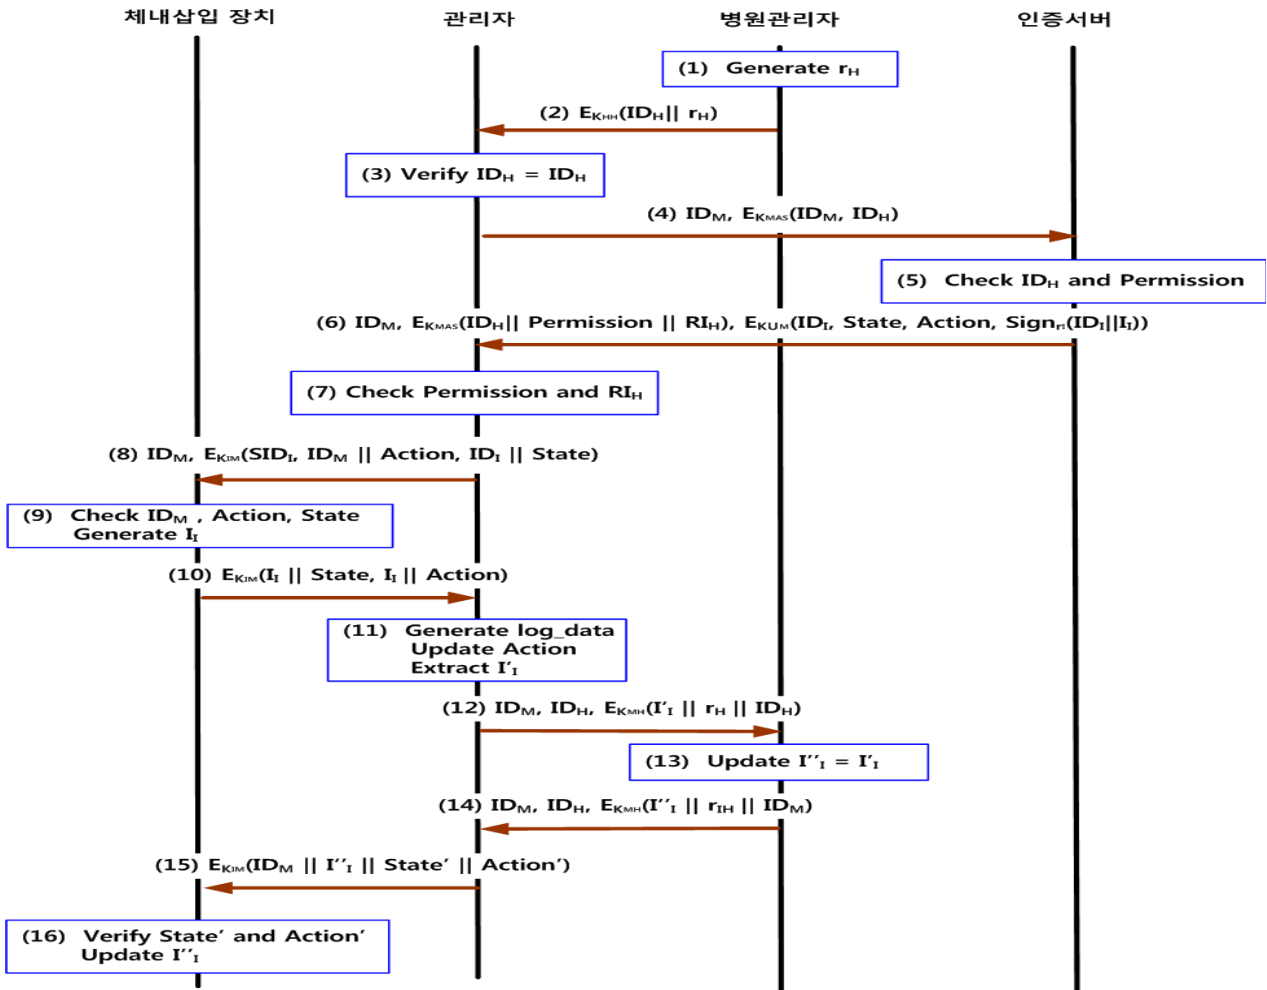 체내삽입 장치 관리자 병원관리자 인증서버
(1) Generate rH
(2) EKHH(IDH|| rH)
(3) Verify IDH = IDH
(4) IDM, EKMAS(IDM, IDH)
(5) Check IDH and Permission
(6) IDM, EKMAS(IDH|| Permission || RIH), EKUM(IDI, State, Action, SignrI(IDI||II))
(7) Check Permission and RIH
(8) IDM, EKIM(SIDI, IDM || Action, IDI || State)
(9) Check IDM , Action, State
Generate II
(10) EKIM(II || State, II || Action)
(11) Generate log_data
Update Action
Extract I′I
(12) IDM, IDH, EKMH(I′I || rH || IDH)
(13) Update I′′I = I′I
(14) IDM, IDH, EKMH(I′′I || rIH || IDM)
(15) EKIM(IDM || I′′I || State′ || Action′)
(16) Verify State′ and Action′
Update I′′I